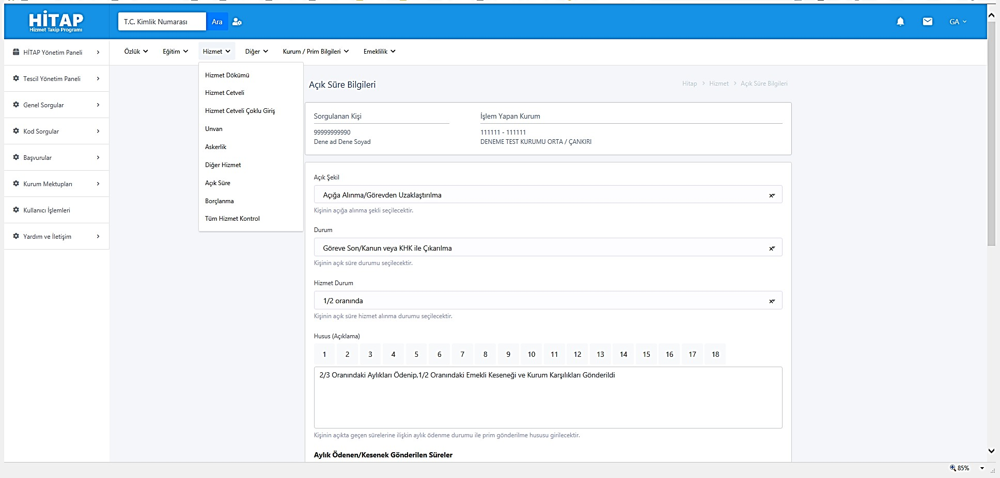 HİTAP
Hizmet Takip Programı
T.C. Kimlik Numarası
Ara
GA
HİTAP Yönetim Paneli
Tescil Yönetim Paneli
Genel Sorgular
Kod Sorgular
Başvurular
Kurum Mektupları
Kullanıcı İşlemleri
Yardım ve İletişim
Özlük
Eğitim
Hizmet
Diğer
Kurum / Prim Bilgileri
Emeklilik
Hizmet Dökümü
Hizmet Cetveli
Hizmet Cetveli Çoklu Giriş
Unvan
Askerlik
Diğer Hizmet
Açık Süre
Borçlanma
Tüm Hizmet Kontrol
Açık Süre Bilgileri
Hitap > Hizmet > Açık Süre Bilgileri
Sorgulanan Kişi
99999999990
Dene ad Dene Soyad
İşlem Yapan Kurum
111111 - 111111
DENEME TEST KURUMU ORTA / ÇANKIRI
Açık Şekil
Açığa Alınma/Görevden Uzaklaştırılma
Kişinin açığa alınma şekli seçilecektir.
Durum
Göreve Son/Kanun veya KHK ile Çıkarılma
Kişinin açık süre durumu seçilecektir.
Hizmet Durum
1/2 oranında
Kişinin açık süre hizmet alınma durumu seçilecektir.
Husus (Açıklama)
1 2 3 4 5 6 7 8 9 10 11 12 13 14 15 16 17 18
2/3 Oranındaki Aylıkları Ödenip,1/2 Oranındaki Emekli Keseneği ve Kurum Karşılıkları Gönderildi
Kişinin açıkta geçen sürelerine ilişkin aylık ödenme durumu ile prim gönderilme hususu girilecektir.
Aylık Ödenen/Kesenek Gönderilen Süreler
85%